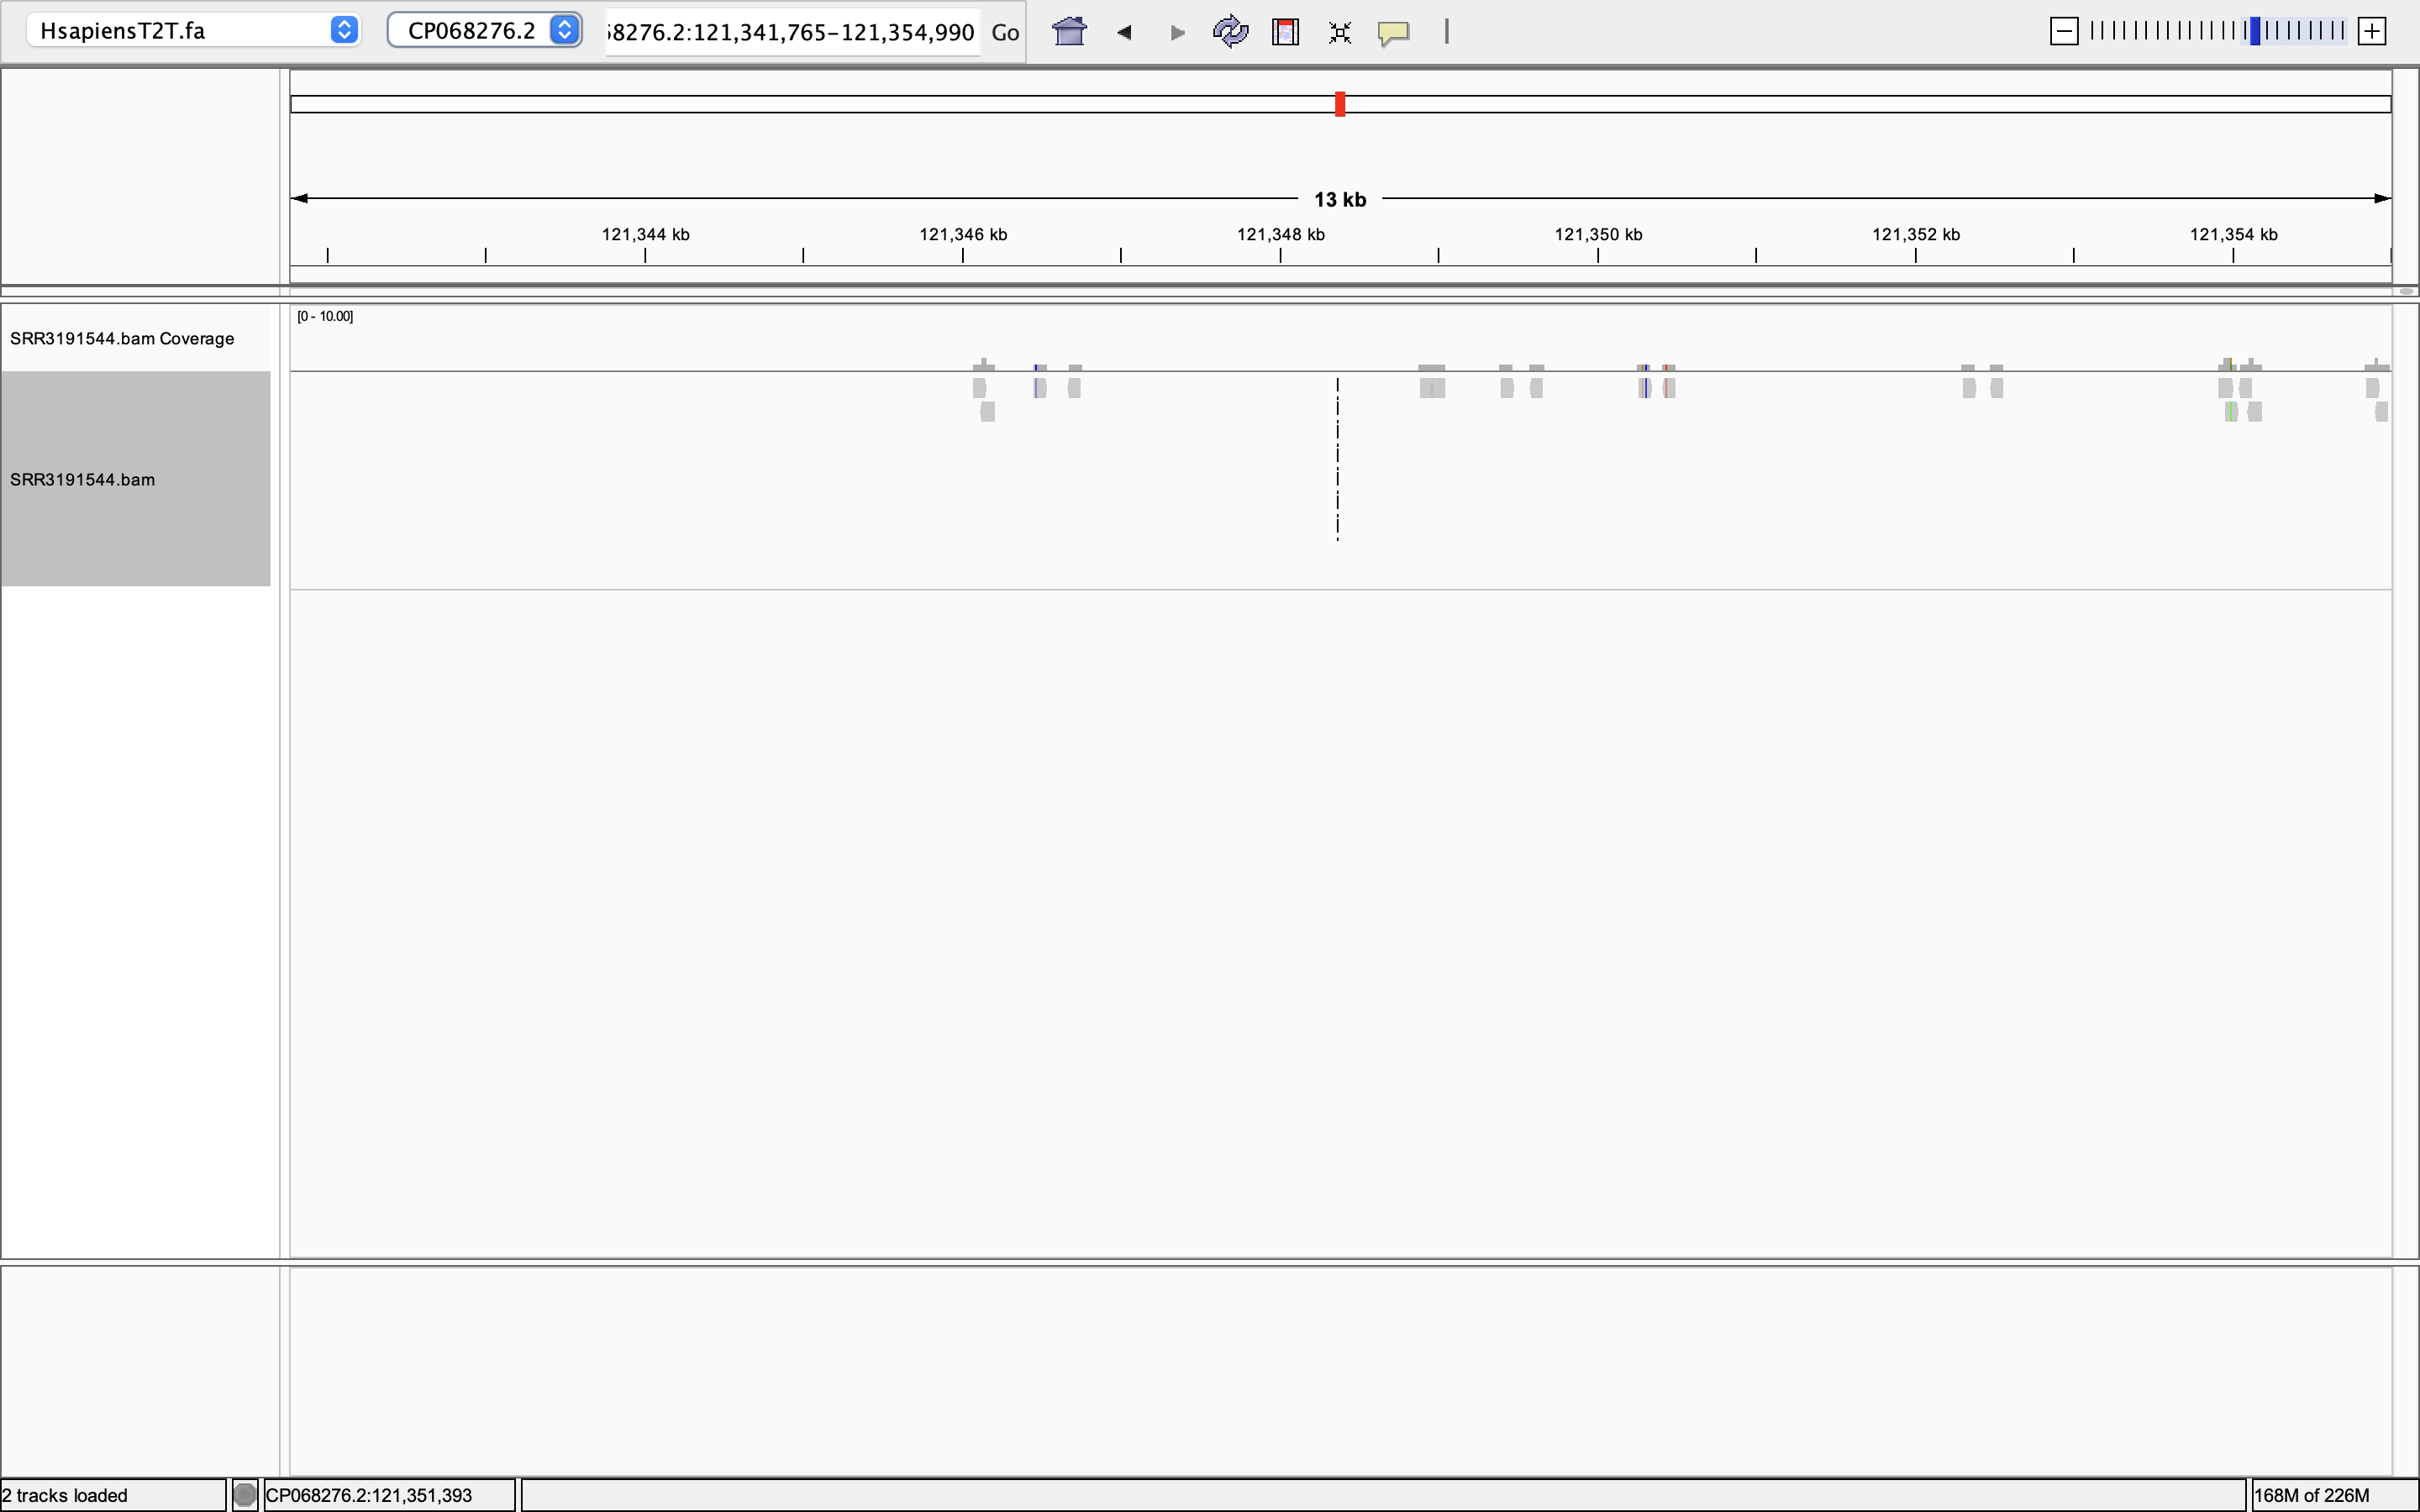 HsapiensT2T.fa CP068276.2 68276.2:121,341,765-121,354,990 Go
13 kb
121,344 kb 121,346 kb 121,348 kb 121,350 kb 121,352 kb 121,354 kb
[0 - 10.00]
SRR3191544.bam Coverage
SRR3191544.bam
2 tracks loaded CP068276.2:121,351,393 168M of 226M